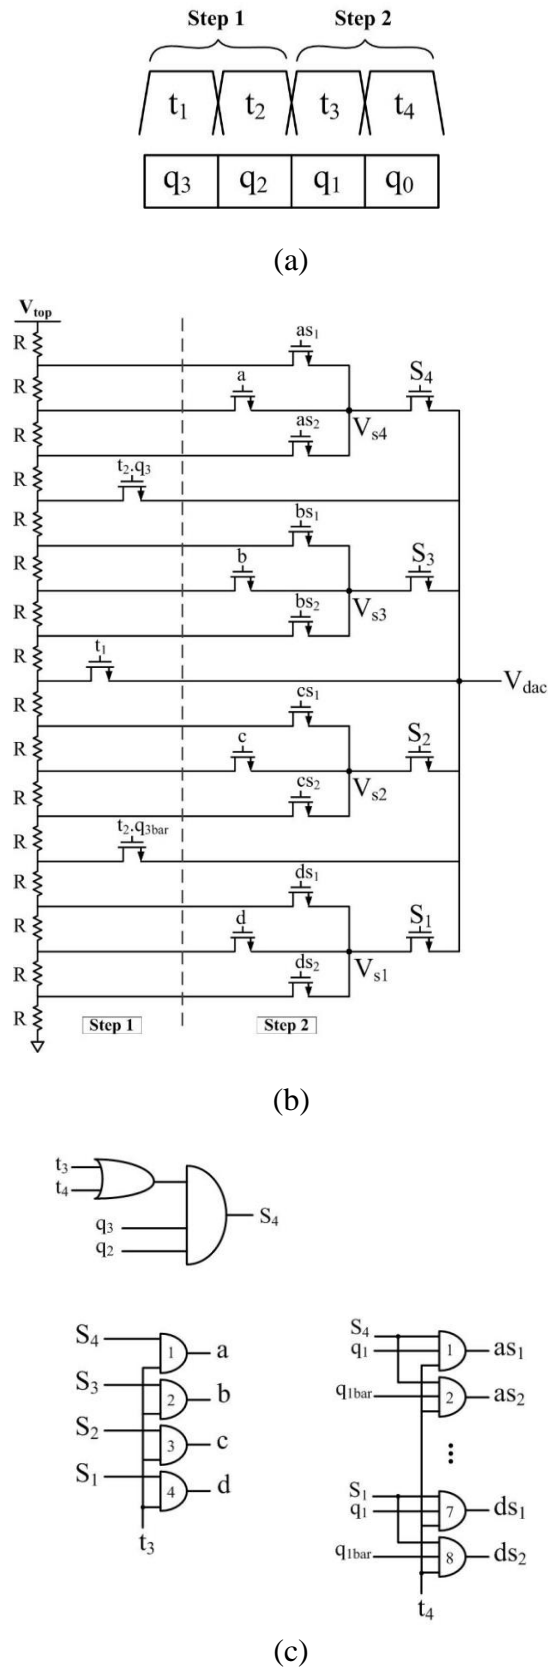 Step 1 Step 2
t1 t2 t3 t4
q3 q2 q1 q0
(a)
Vtop
R
as1
R
a
S4
Vs4
R
as2
R
t2.q3
R
bs1
R
b
S3
Vs3
R
bs2
R
t1
Vdac
R
cs1
R
c
S2
Vs2
R
cs2
R
t2.q3bar
R
ds1
R
d
S1
Vs1
R
ds2
R
Step 1 Step 2
(b)
t3
t4
q3
q2
S4
S4 1 a
S3 2 b
S2 3 c
S1 4 d
t3
S4
q1 1 as1
q1bar 2 as2
...
S1
q1 7 ds1
q1bar 8 ds2
t4
(c)